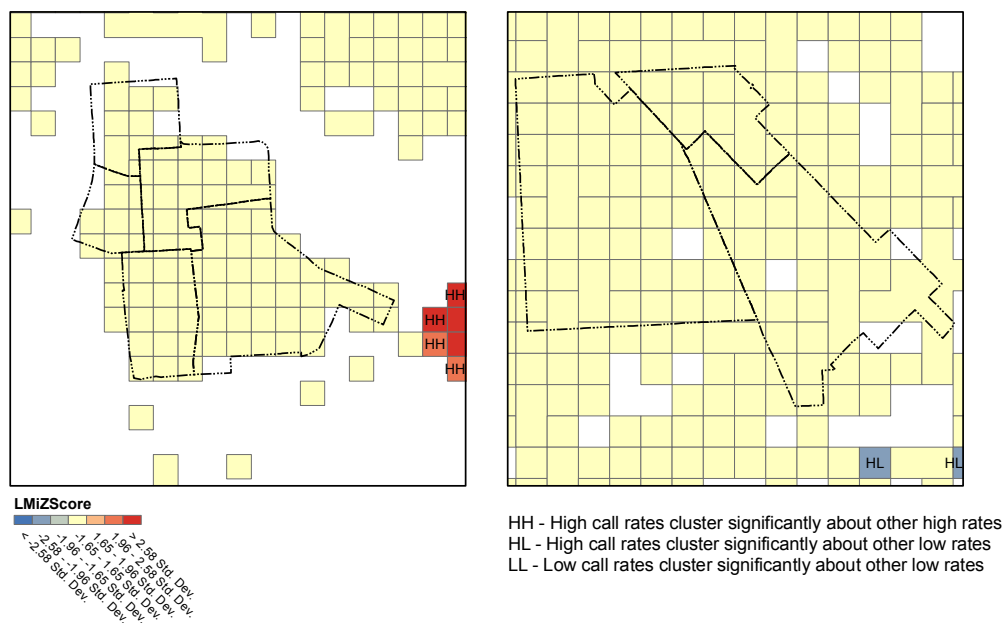 HH
HH
HH
HH
HL
HL
LMiZScore
< -2.58 Std. Dev.
-2.58 - -1.96 Std. Dev.
-1.96 - -1.65 Std. Dev.
-1.65 - 1.65 Std. Dev.
1.65 - 1.96 Std. Dev.
1.96 - 2.58 Std. Dev.
> 2.58 Std. Dev.
HH - High call rates cluster significantly about other high rates
HL - High call rates cluster significantly about other low rates
LL - Low call rates cluster significantly about other low rates